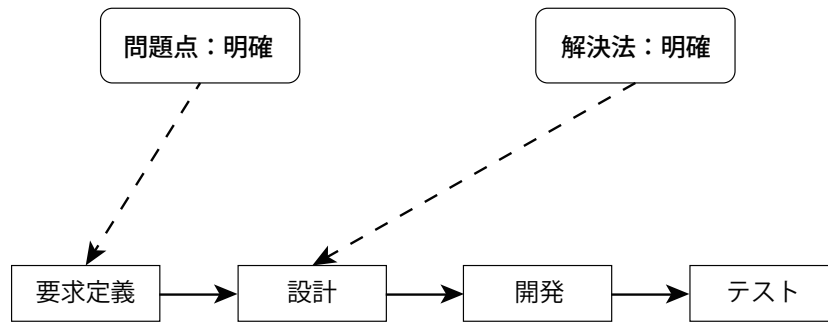 問題点：明確
解決法：明確
要求定義
設計
開発
テスト